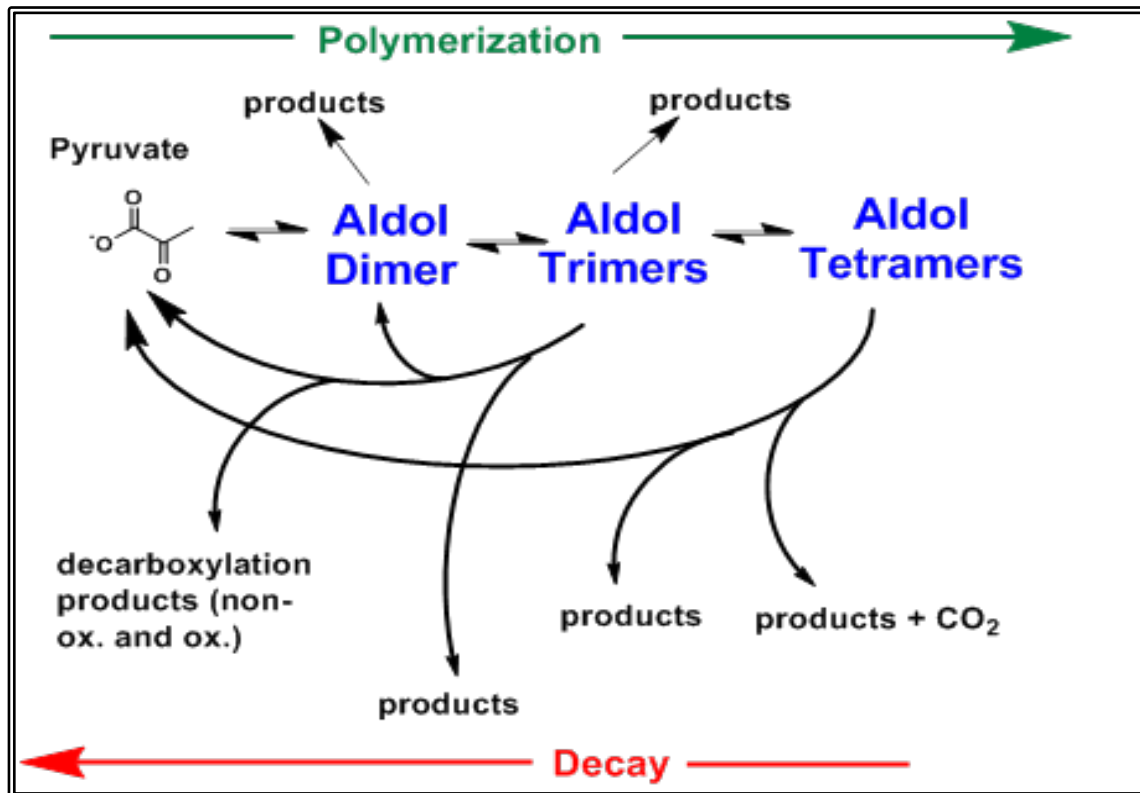 Polymerization
products
products
Pyruvate
O
-O
O
Aldol
Dimer
Aldol
Trimers
Aldol
Tetramers
decarboxylation
products (non-
ox. and ox.)
products
products
products + CO₂
Decay